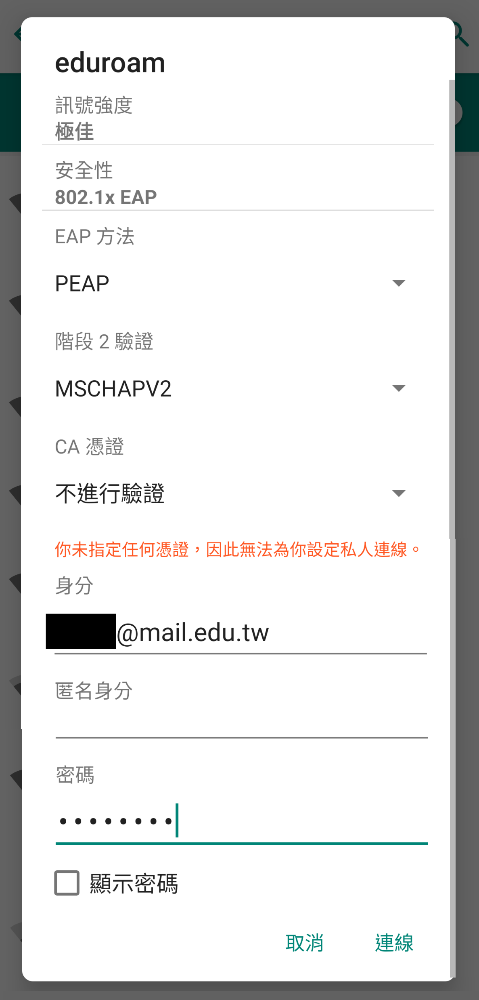 eduroam
訊號強度
極佳
安全性
802.1x EAP
EAP 方法
PEAP
階段 2 驗證
MSCHAPV2
CA 憑證
不進行驗證
你未指定任何憑證，因此無法為你設定私人連線。
身分
@mail.edu.tw
匿名身分
密碼
••••••••
顯示密碼
取消
連線